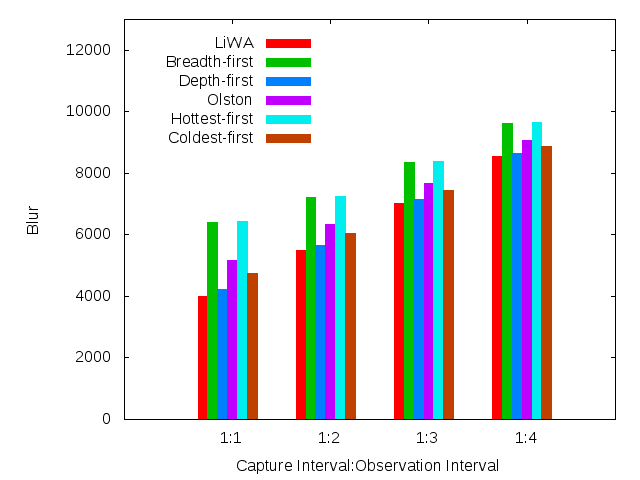 12000
10000
8000
6000
4000
2000
0
Blur
LiWA
Breadth-first
Depth-first
Olston
Hottest-first
Coldest-first
1:1 1:2 1:3 1:4
Capture Interval:Observation Interval